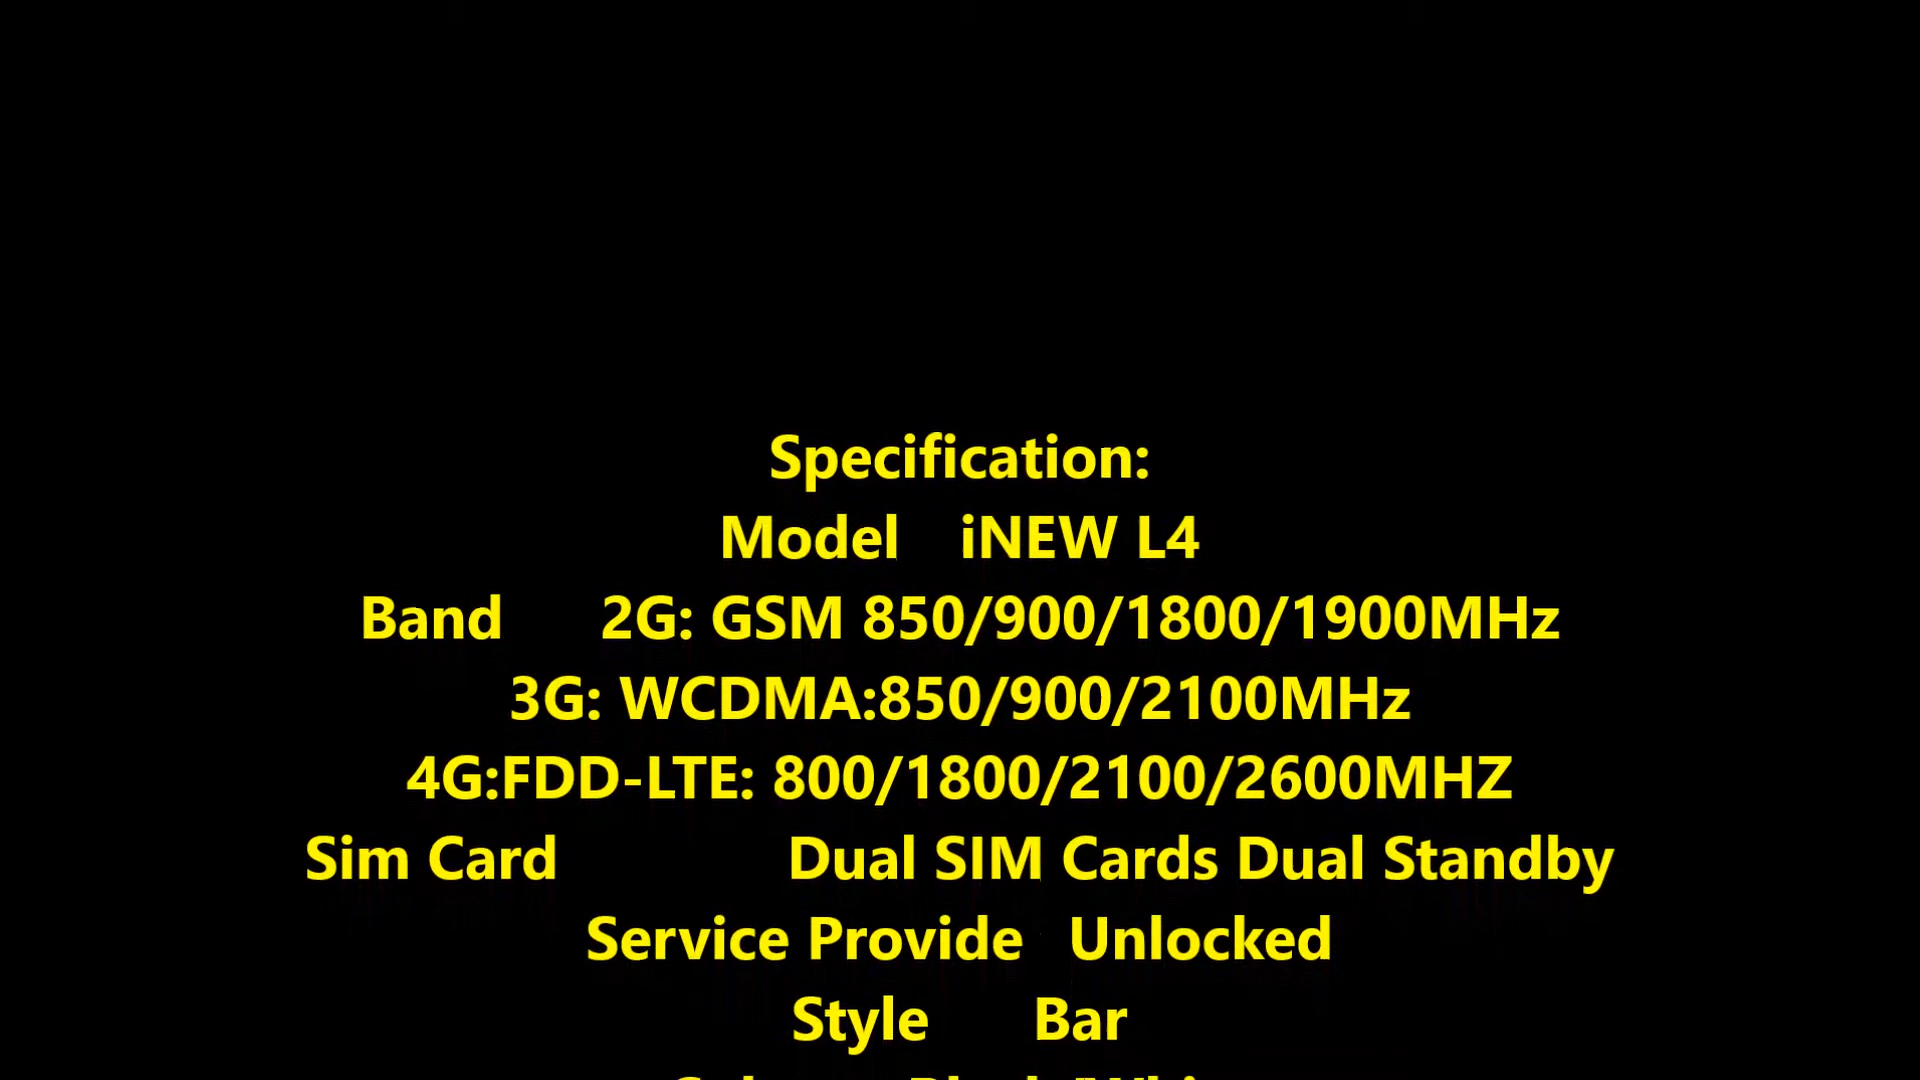 Specification:
Model iNEW L4
Band 2G: GSM 850/900/1800/1900MHz
3G: WCDMA:850/900/2100MHz
4G:FDD-LTE: 800/1800/2100/2600MHZ
Sim Card Dual SIM Cards Dual Standby
Service Provide Unlocked
Style Bar